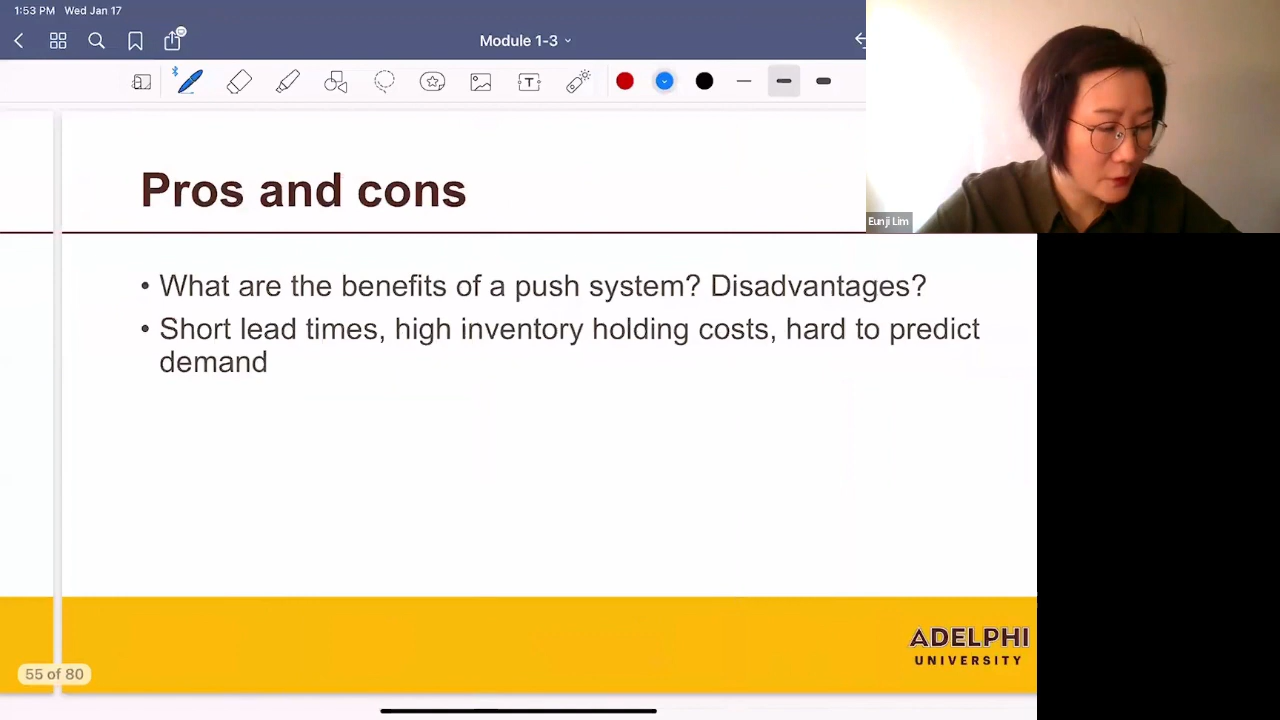 1:53 PM Wed Jan 17
Module 1-3
T
Eunji Lim
Pros and cons
• What are the benefits of a push system? Disadvantages?
• Short lead times, high inventory holding costs, hard to predict
demand
ADELPHI
UNIVERSITY
55 of 80